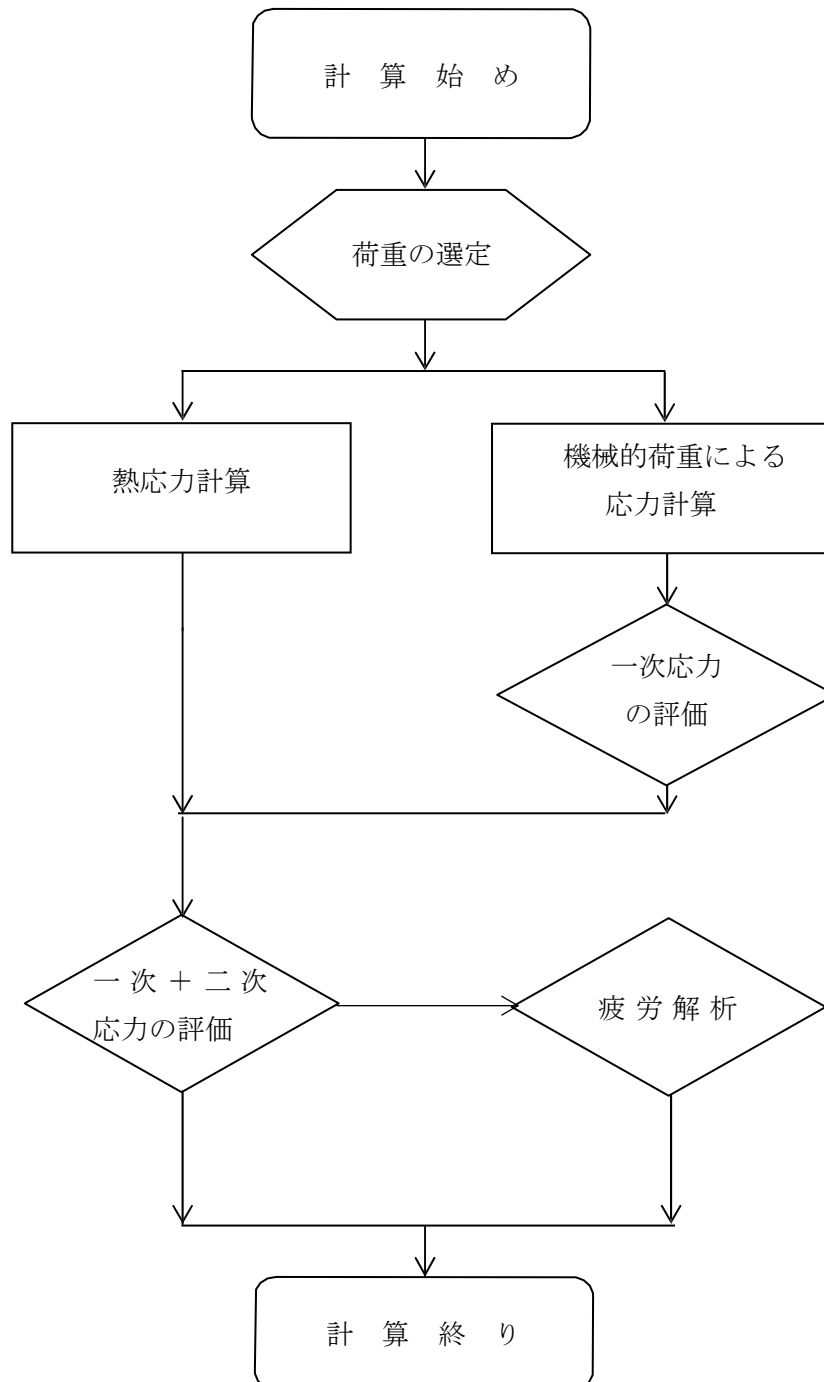 計 算 始 め
荷重の選定
熱応力計算
機械的荷重による
応力計算
一次応力
の評価
一 次 ＋ 二 次
応力の評価
疲 労 解 析
計 算 終 り